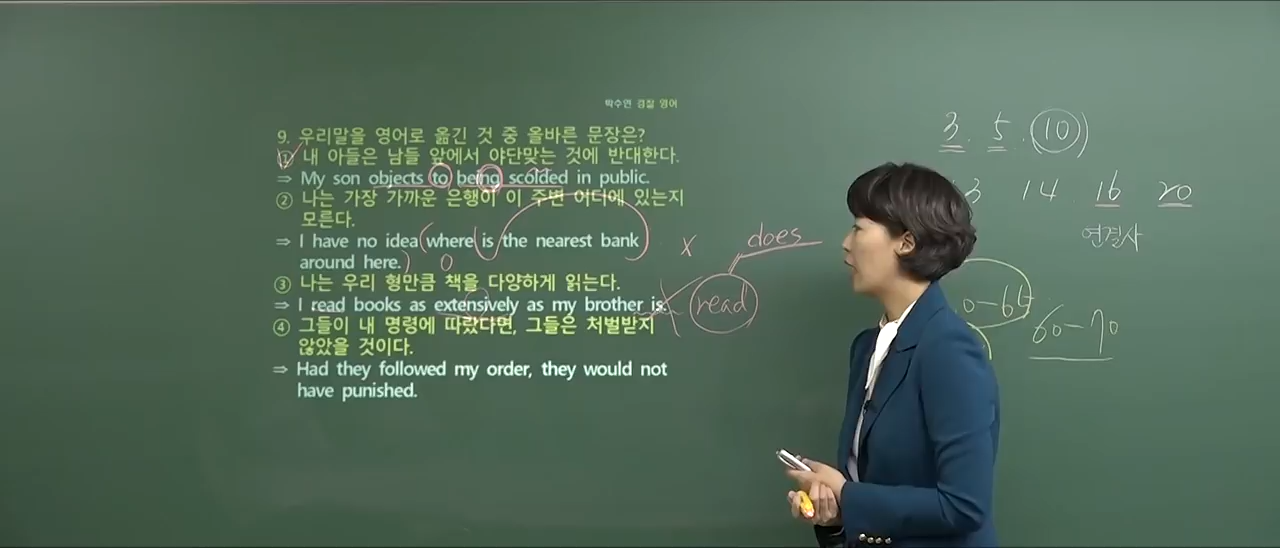 박수연 경찰 영어
9. 우리말을 영어로 옮긴 것 중 올바른 문장은?
① 내 아들은 남들 앞에서 야단맞는 것에 반대한다.
⇒ My son objects to being scolded in public.
② 나는 가장 가까운 은행이 이 주변 어디에 있는지
모른다.
⇒ I have no idea where is the nearest bank
around here.
③ 나는 우리 형만큼 책을 다양하게 읽는다.
⇒ I read books as extensively as my brother is.
④ 그들이 내 명령에 따랐다면, 그들은 처벌받지
않았을 것이다.
⇒ Had they followed my order, they would not
have punished.
x
does
read
3. 5. 10)
3 14 16 20
연결사
0-65
60-70